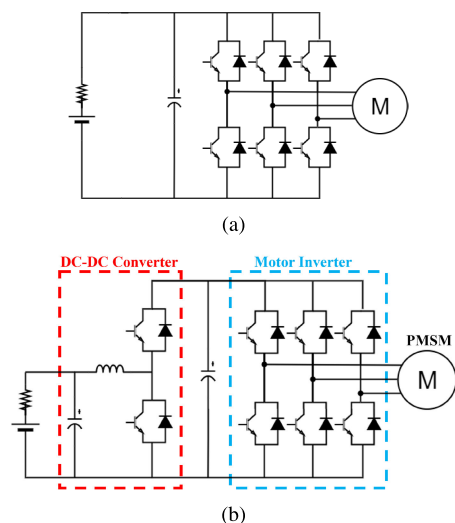 M
(a)
DC-DC Converter
Motor Inverter
PMSM
M
(b)